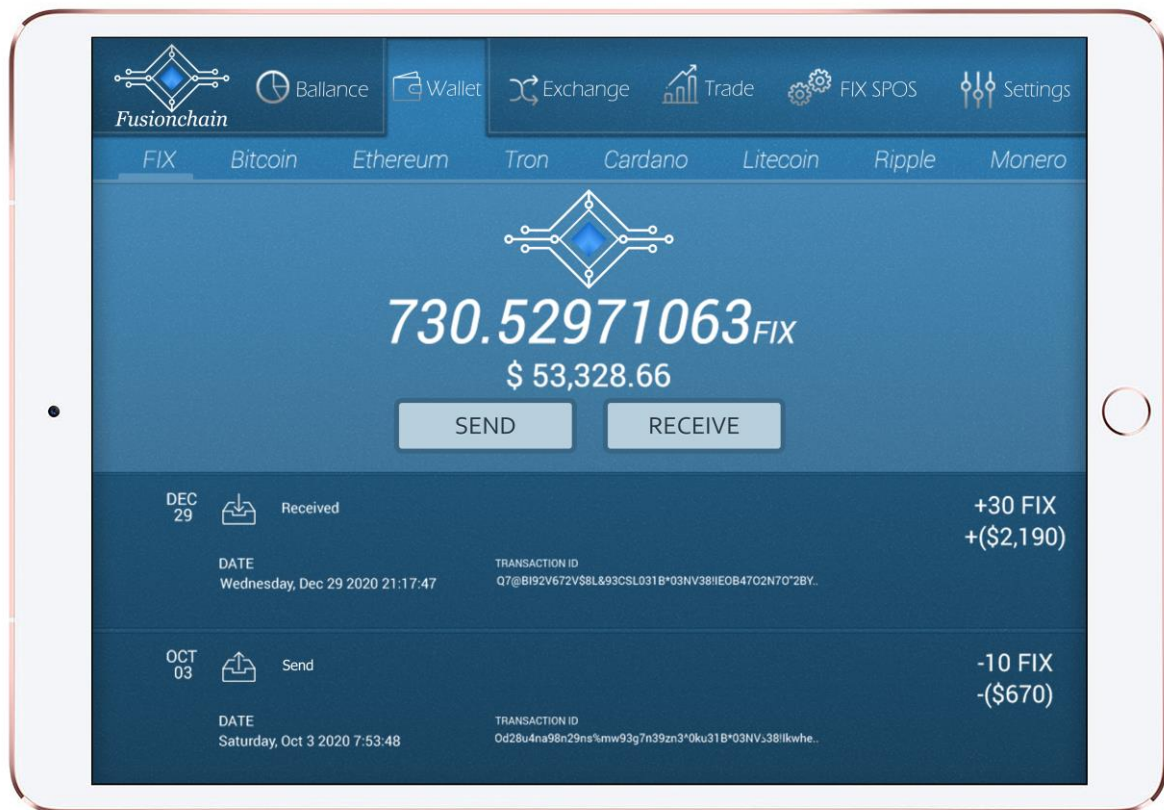 Fusionchain
Ballance
Wallet
Exchange
Trade
FIX SPOS
Settings
FIX Bitcoin Ethereum Tron Cardano Litecoin Ripple Monero
730.52971063 FIX
$ 53,328.66
SEND RECEIVE
DEC
29
Received
+30 FIX
+($2,190)
DATE
Wednesday, Dec 29 2020 21:17:47
TRANSACTION ID
Q7@BI92V672V$8L&93CSL031B*03NV38!IEOB47O2N7O"2BY..
OCT
03
Send
-10 FIX
-($670)
DATE
Saturday, Oct 3 2020 7:53:48
TRANSACTION ID